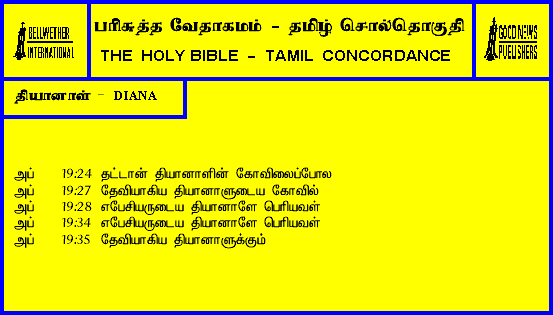 BELLWETHER
INTERNATIONAL
பரிசுத்த வேதாகமம் - தமிழ் சொல்தொகுதி
THE HOLY BIBLE - TAMIL CONCORDANCE
GOOD NEWS
PUBLISHERS
தியானாள் - DIANA
அப் 19:24 தட்டான் தியானாளின் கோவிலைப்போல
அப் 19:27 தேவியாகிய தியானாளுடைய கோவில்
அப் 19:28 எபேசியருடைய தியானாளே பெரியவள்
அப் 19:34 எபேசியருடைய தியானாளே பெரியவள்
அப் 19:35 தேவியாகிய தியானாளுக்கும்